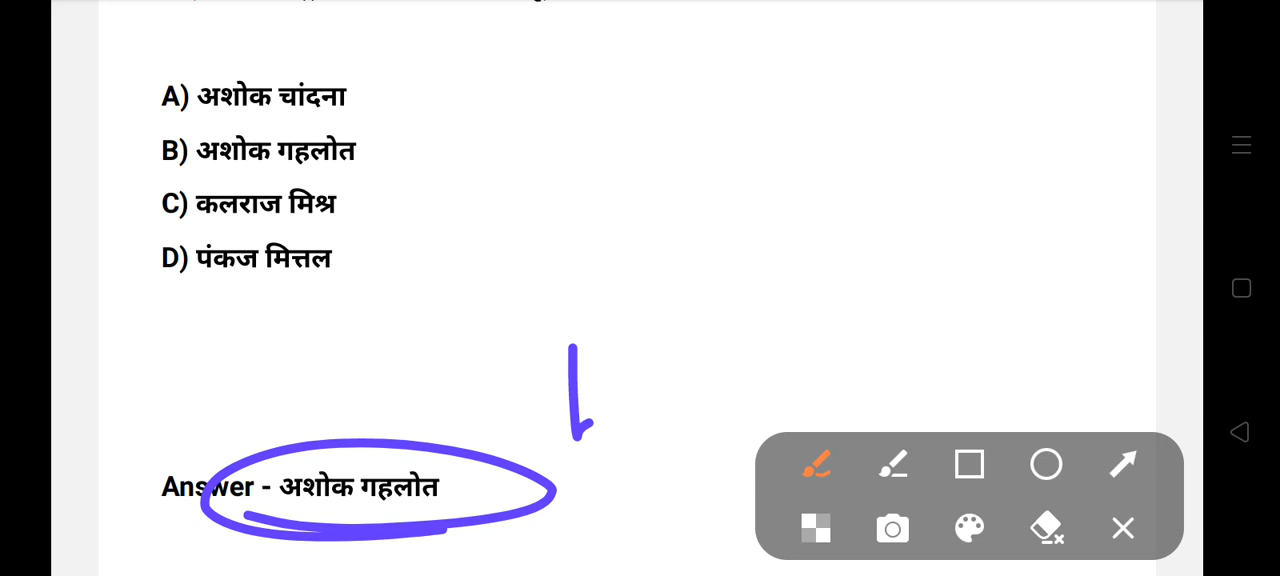 A) अशोक चांदना
B) अशोक गहलोत
C) कलराज मिश्र
D) पंकज मित्तल
Answer - अशोक गहलोत